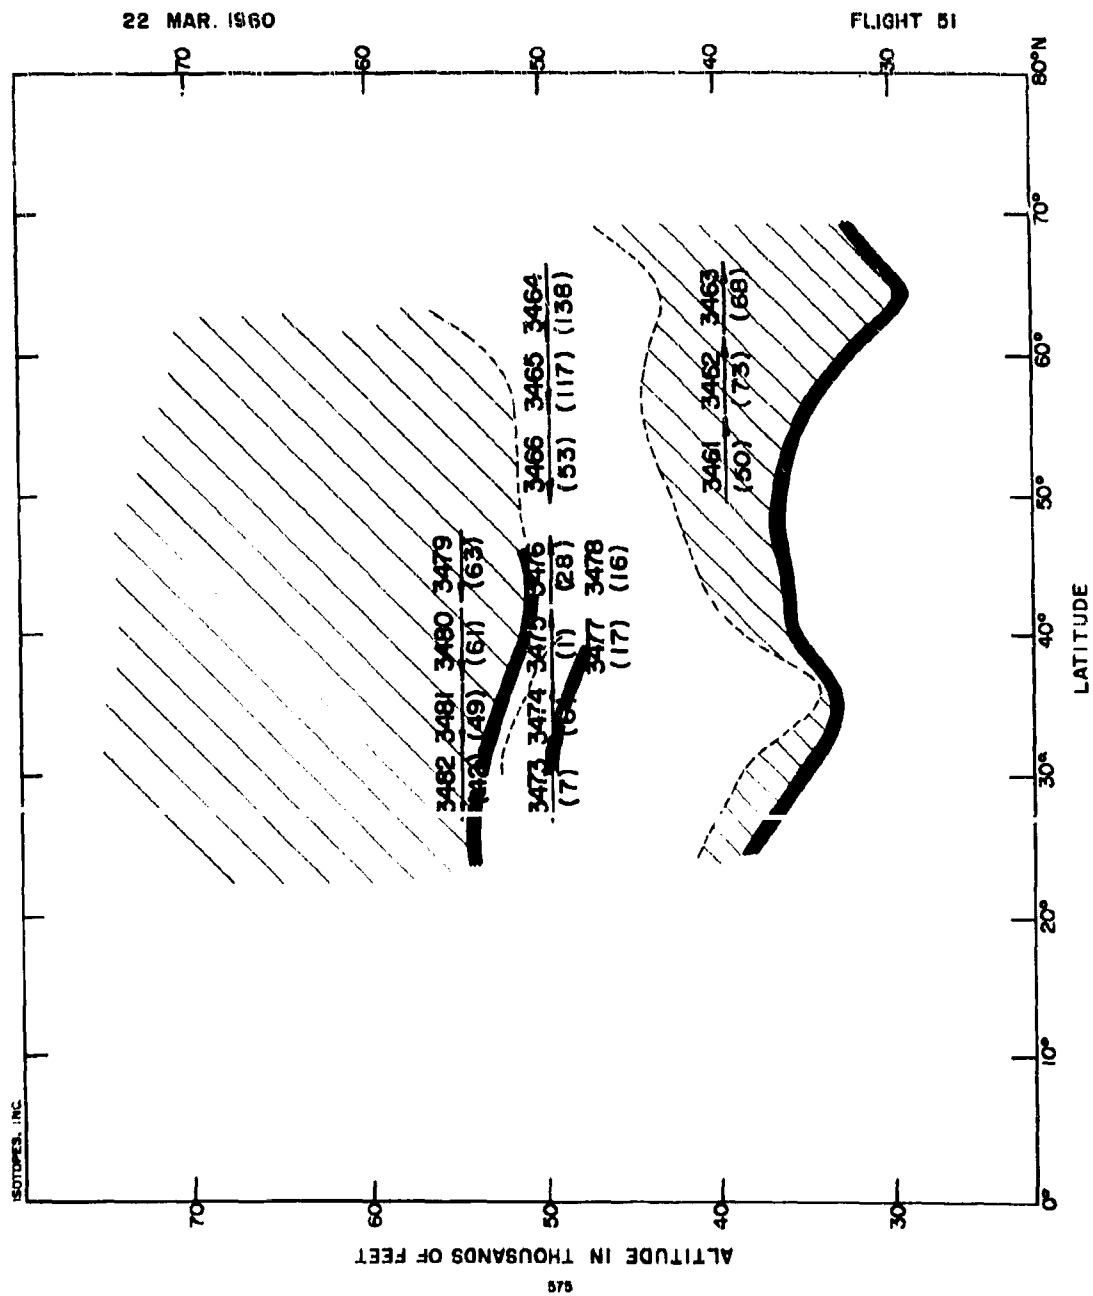 22 MAR. 1960
FLIGHT 51
70
60
50
40
30
80°N
70°
60°
50°
40°
30°
20°
10°
0°
LATITUDE
ISOTOPES, INC.
3482 3481 3480 3479
(49) (61) (63)
3473 3474 3475 3476
(7) (1) (28)
3477 3478
(17) (16)
3466 3465 3464
(53) (117) (138)
3461 3462 3463
(50) (73) (68)
70
60
50
40
30
ALTITUDE IN THOUSANDS OF FEET
575